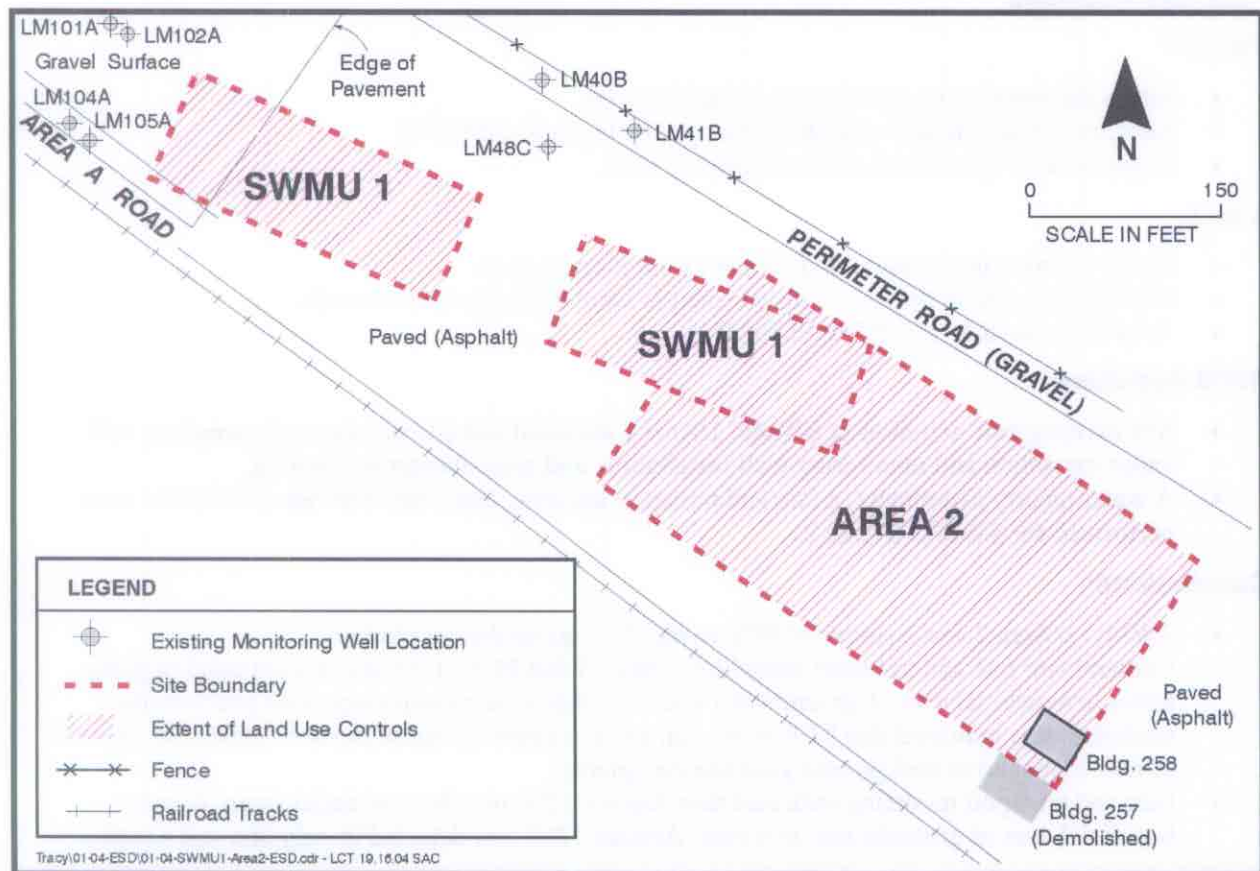 LM101A
LM102A
Gravel Surface
LM104A
LM105A
AREA A ROAD
Edge of
Pavement
LM40B
LM41B
LM48C
N
0 150
SCALE IN FEET
SWMU 1
PERIMETER ROAD (GRAVEL)
Paved (Asphalt)
SWMU 1
AREA 2
Paved
(Asphalt)
Bldg. 258
Bldg. 257
(Demolished)
LEGEND
Existing Monitoring Well Location
Site Boundary
Extent of Land Use Controls
Fence
Railroad Tracks
Tracy\01-04-ESD\01-04-SWMU1-Area2-ESD.cdr - LCT 19.16.04 SAC